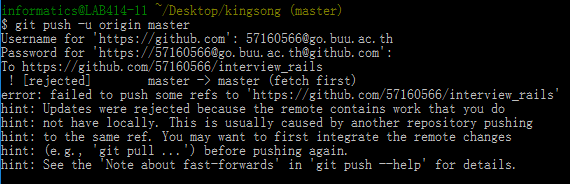 informatics@LAB414-11 ~/Desktop/kingsong (master)
$ git push -u origin master
Username for 'https://github.com': 57160566@go.buu.ac.th
Password for 'https://57160566@go.buu.ac.th@github.com':
To https://github.com/57160566/interview_rails
 ! [rejected]        master -> master (fetch first)
error: failed to push some refs to 'https://github.com/57160566/interview_rails'
hint: Updates were rejected because the remote contains work that you do
hint: not have locally. This is usually caused by another repository pushing
hint: to the same ref. You may want to first integrate the remote changes
hint: (e.g., 'git pull ...') before pushing again.
hint: See the 'Note about fast-forwards' in 'git push --help' for details.